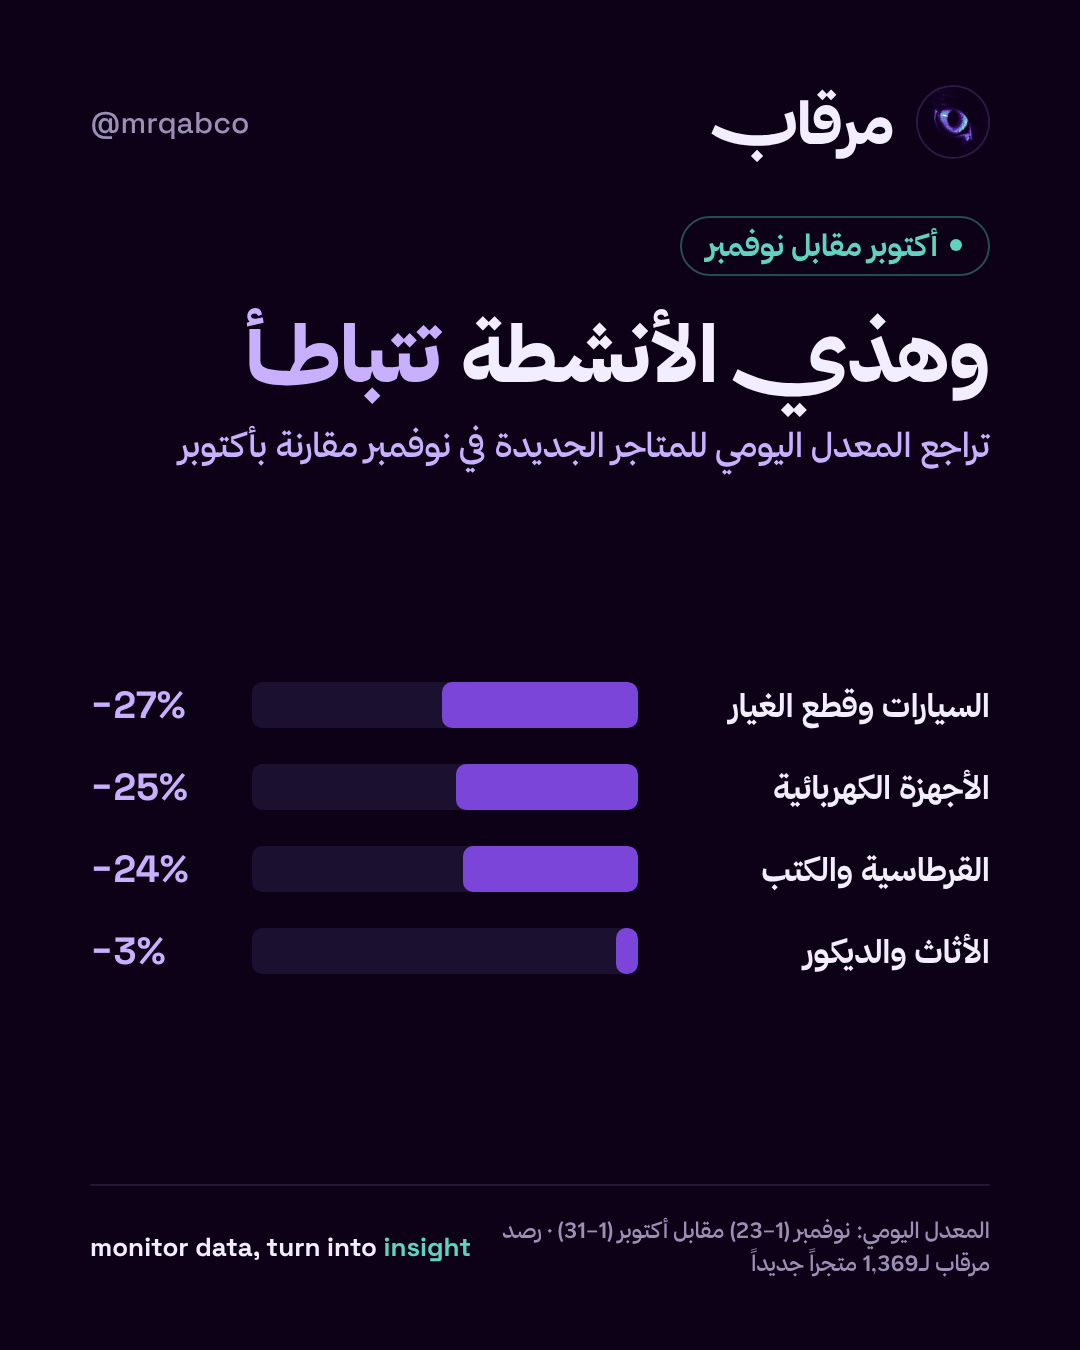 مرقاب
@mrqabco
• أكتوبر مقابل نوفمبر
وهذي الأنشطة تتباطأ
تراجع المعدل اليومي للمتاجر الجديدة في نوفمبر مقارنة بأكتوبر
السيارات وقطع الغيار −27%
الأجهزة الكهربائية −25%
القرطاسية والكتب −24%
الأثاث والديكور −3%
المعدل اليومي: نوفمبر (1–23) مقابل أكتوبر (1–31) · رصد
مرقاب لـ1,369 متجراً جديداً
monitor data, turn into insight